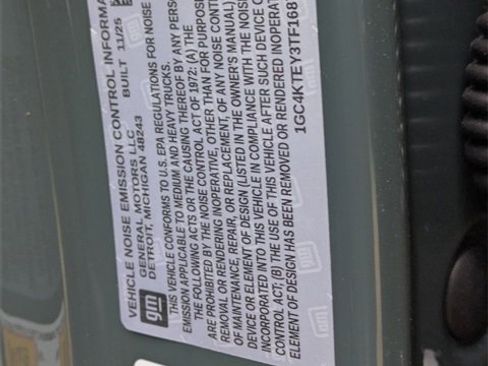 VEHICLE NOISE EMISSION CONTROL INFORMA
GENERAL MOTORS LLC BUILT 11/25
DETROIT, MICHIGAN 48243
gm
THIS VEHICLE CONFORMS TO U.S. EPA REGULATIONS FOR NOISE
EMISSION APPLICABLE TO MEDIUM AND HEAVY TRUCKS.
THE FOLLOWING ACTS OR THE CAUSING THEREOF BY ANY PERS
ARE PROHIBITED BY THE NOISE CONTROL ACT OF 1972: (A) THE
REMOVAL OR RENDERING INOPERATIVE, OTHER THAN FOR PURPOS
OF MAINTENANCE, REPAIR, OR REPLACEMENT, OF ANY NOISE CONT
DEVICE OR ELEMENT OF DESIGN (LISTED IN THE OWNER'S MANUAL)
INCORPORATED INTO THIS VEHICLE IN COMPLIANCE WITH THE NOIS
CONTROL ACT; (B) THE USE OF THIS VEHICLE AFTER SUCH DEVICE O
ELEMENT OF DESIGN HAS BEEN REMOVED OR RENDERED INOPERAT
1GC4KTEY3TF1687